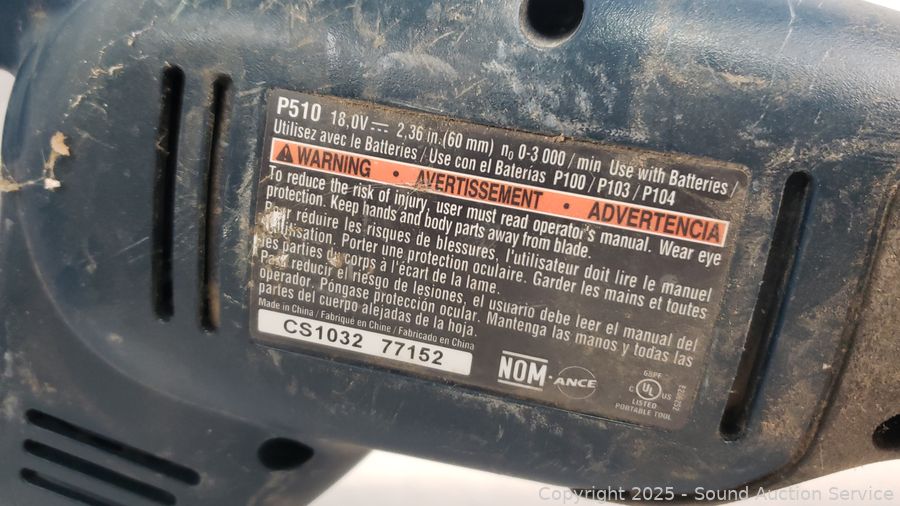 P510 18.0V 2.36 in.(60 mm) n₀ 0-3 000 / min Use with Batteries /
Utilisez avec le Batteries / Use con el Baterías P100 / P103 / P104
WARNING • AVERTISSEMENT • ADVERTENCIA
To reduce the risk of injury, user must read operator's manual. Wear eye
protection. Keep hands and body parts away from blade.
Pour réduire les risques de blessures, l'utilisateur doit lire le manuel
d'utilisation. Porter une protection oculaire. Garder les mains et toutes
les parties du corps à l'écart de la lame.
Para reducir el riesgo de lesiones, el usuario debe leer el manual del
operador. Póngase protección ocular. Mantenga las manos y todas las
partes del cuerpo alejadas de la hoja.
Made in China / Fabriqué en Chine / Fabricado en China
CS1032 77152
NOM-ANCE
68PF
C UL US
LISTED
PORTABLE TOOL
Copyright © 2025 - Sound Auction Service